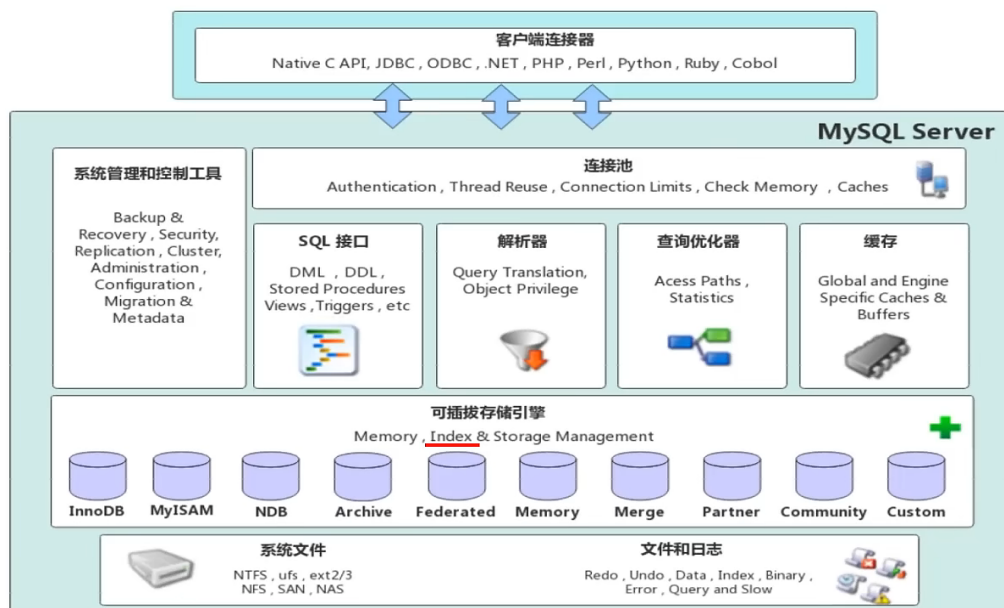 客户端连接器
Native C API, JDBC , ODBC , .NET , PHP , Perl , Python , Ruby , Cobol
MySQL Server
系统管理和控制工具
Backup &
Recovery , Security,
Replication , Cluster,
Administration ,
Configuration ,
Migration &
Metadata
连接池
Authentication , Thread Reuse , Connection Limits , Check Memory , Caches
SQL 接口
DML , DDL ,
Stored Procedures
Views ,Triggers , etc
解析器
Query Translation,
Object Privilege
查询优化器
Acess Paths ,
Statistics
缓存
Global and Engine
Specific Caches &
Buffers
可插拔存储引擎
Memory , Index & Storage Management
InnoDB
MyISAM
NDB
Archive
Federated
Memory
Merge
Partner
Community
Custom
系统文件
NTFS , ufs , ext2/3
NFS , SAN , NAS
文件和日志
Redo , Undo , Data , Index , Binary ,
Error , Query and Slow